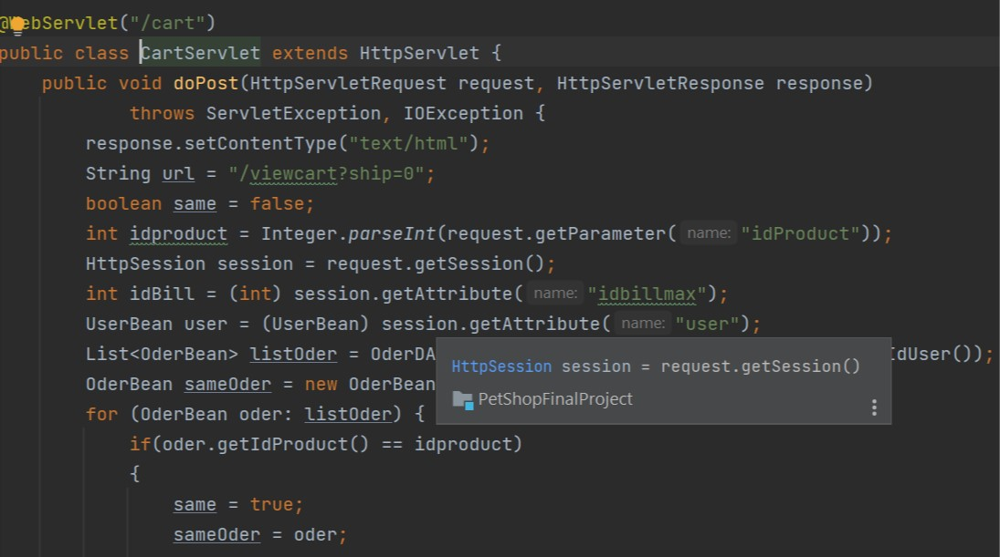 @WebServlet("/cart")
public class CartServlet extends HttpServlet {
public void doPost(HttpServletRequest request, HttpServletResponse response)
throws ServletException, IOException {
response.setContentType("text/html");
String url = "/viewcart?ship=0";
boolean same = false;
int idproduct = Integer.parseInt(request.getParameter( name: "idProduct"));
HttpSession session = request.getSession();
int idBill = (int) session.getAttribute( name: "idbillmax");
UserBean user = (UserBean) session.getAttribute( name: "user");
List<OderBean> listOder = OderDA IdUser());
HttpSession session = request.getSession()
OderBean sameOder = new OderBean
PetShopFinalProject
for (OderBean oder: listOder) {
if(oder.getIdProduct() == idproduct)
{
same = true;
sameOder = oder;